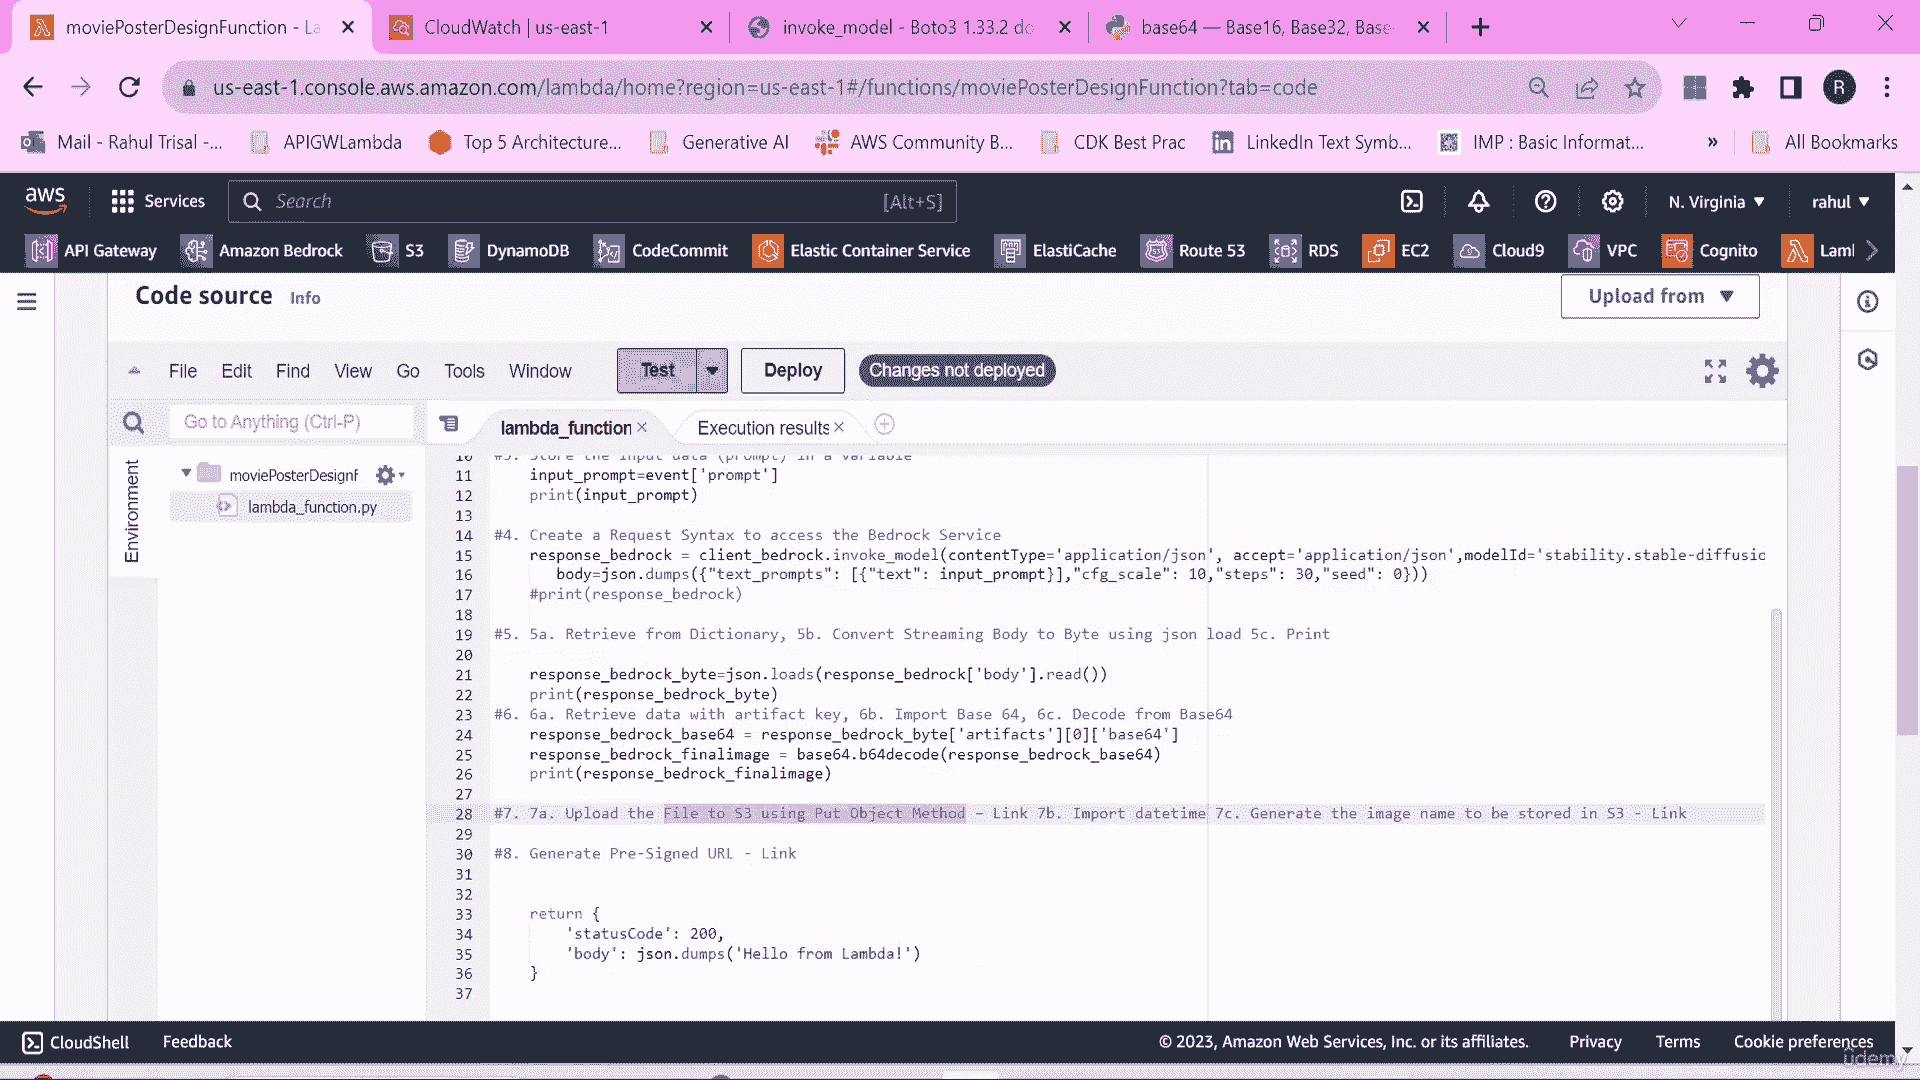 moviePosterDesignFunction - La
CloudWatch | us-east-1
invoke_model - Boto3 1.33.2 do
base64 — Base16, Base32, Base
us-east-1.console.aws.amazon.com/lambda/home?region=us-east-1#/functions/moviePosterDesignFunction?tab=code
R
Mail - Rahul Trisal -...
APIGWLambda
Top 5 Architecture...
Generative AI
AWS Community B...
CDK Best Prac
LinkedIn Text Symb...
IMP : Basic Informat...
»
All Bookmarks
aws
Services
Search
[Alt+S]
N. Virginia
rahul
API Gateway
Amazon Bedrock
S3
DynamoDB
CodeCommit
Elastic Container Service
ElastiCache
Route 53
RDS
EC2
Cloud9
VPC
Cognito
Laml
Code source Info
Upload from
File Edit Find View Go Tools Window
Test
Deploy
Changes not deployed
Go to Anything (Ctrl-P)
lambda_function
Execution results
Environment
moviePosterDesignF
lambda_function.py
10 #3. Store the input data (prompt) in a variable
11 input_prompt=event['prompt']
12 print(input_prompt)
13
14 #4. Create a Request Syntax to access the Bedrock Service
15 response_bedrock = client_bedrock.invoke_model(contentType='application/json', accept='application/json',modelId='stability.stable-diffusio
16 body=json.dumps({"text_prompts": [{"text": input_prompt}],"cfg_scale": 10,"steps": 30,"seed": 0}))
17 #print(response_bedrock)
18
19 #5. 5a. Retrieve from Dictionary, 5b. Convert Streaming Body to Byte using json load 5c. Print
20
21 response_bedrock_byte=json.loads(response_bedrock['body'].read())
22 print(response_bedrock_byte)
23 #6. 6a. Retrieve data with artifact key, 6b. Import Base 64, 6c. Decode from Base64
24 response_bedrock_base64 = response_bedrock_byte['artifacts'][0]['base64']
25 response_bedrock_finalimage = base64.b64decode(response_bedrock_base64)
26 print(response_bedrock_finalimage)
27
28 #7. 7a. Upload the File to S3 using Put Object Method – Link 7b. Import datetime 7c. Generate the image name to be stored in S3 - Link
29
30 #8. Generate Pre-Signed URL - Link
31
32
33 return {
34 'statusCode': 200,
35 'body': json.dumps('Hello from Lambda!')
36 }
37
CloudShell
Feedback
© 2023, Amazon Web Services, Inc. or its affiliates.
Privacy
Terms
Cookie preferences
ûdemy